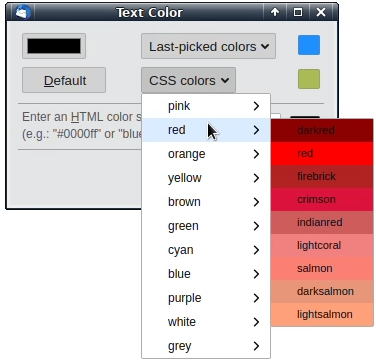 Text Color
Last-picked colors
Default
CSS colors
Enter an HTML color s
(e.g.: "#0000ff" or "blue
pink
red
orange
yellow
brown
green
cyan
blue
purple
white
grey
darkred
red
firebrick
crimson
indianred
lightcoral
salmon
darksalmon
lightsalmon